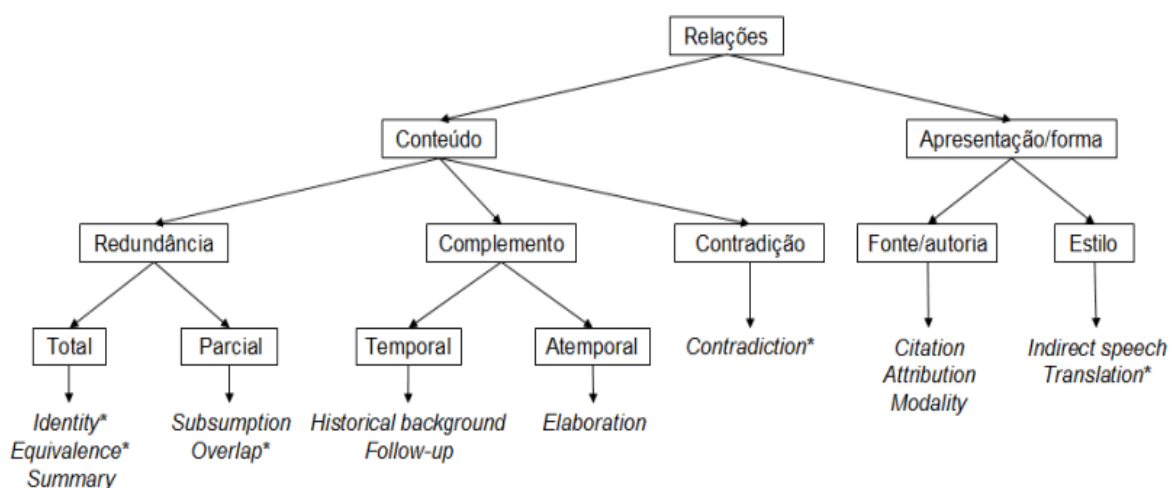 Relações
Conteúdo
Apresentação/forma
Redundância
Complemento
Contradição
Fonte/autoria
Estilo
Total
Parcial
Temporal
Atemporal
Contradiction*
Citation
Attribution
Modality
Indirect speech
Translation*
Identity*
Equivalence*
Summary
Subsumption
Overlap*
Historical background
Follow-up
Elaboration